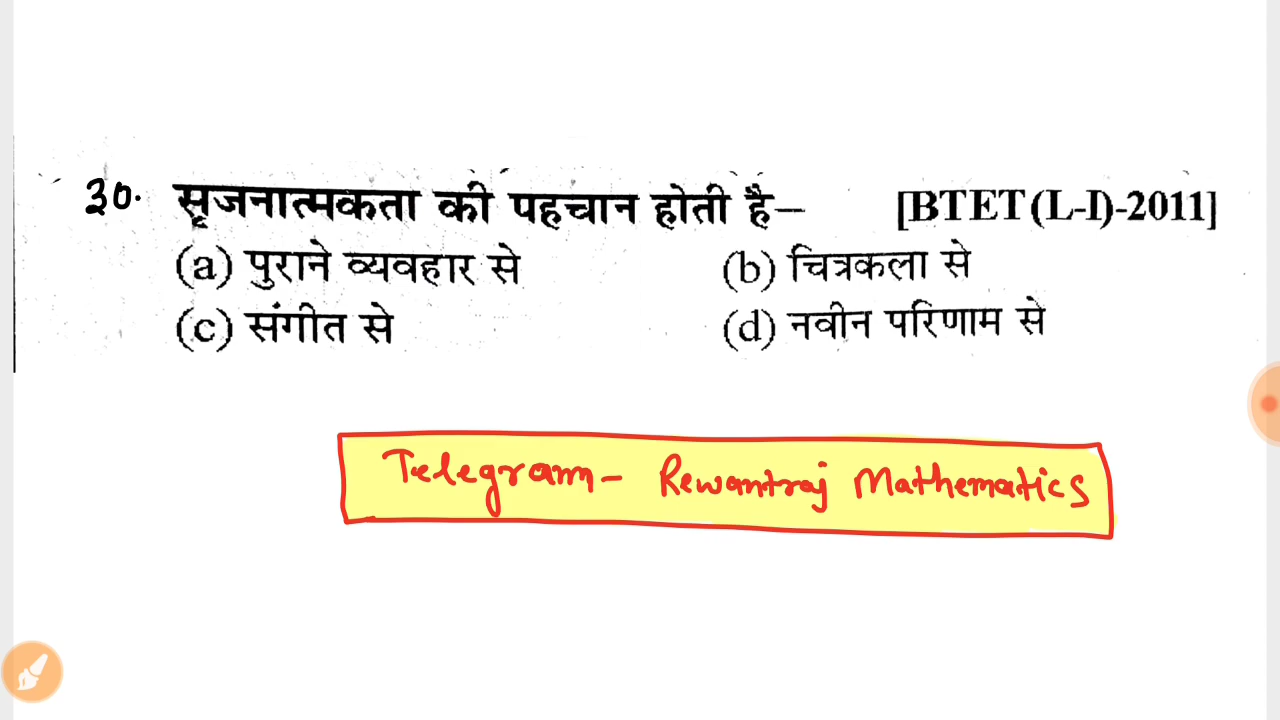 30. सृजनात्मकता की पहचान होती है– [BTET(L-I)-2011]
(a) पुराने व्यवहार से (b) चित्रकला से
(c) संगीत से (d) नवीन परिणाम से
Telegram- Rewantraj Mathematics